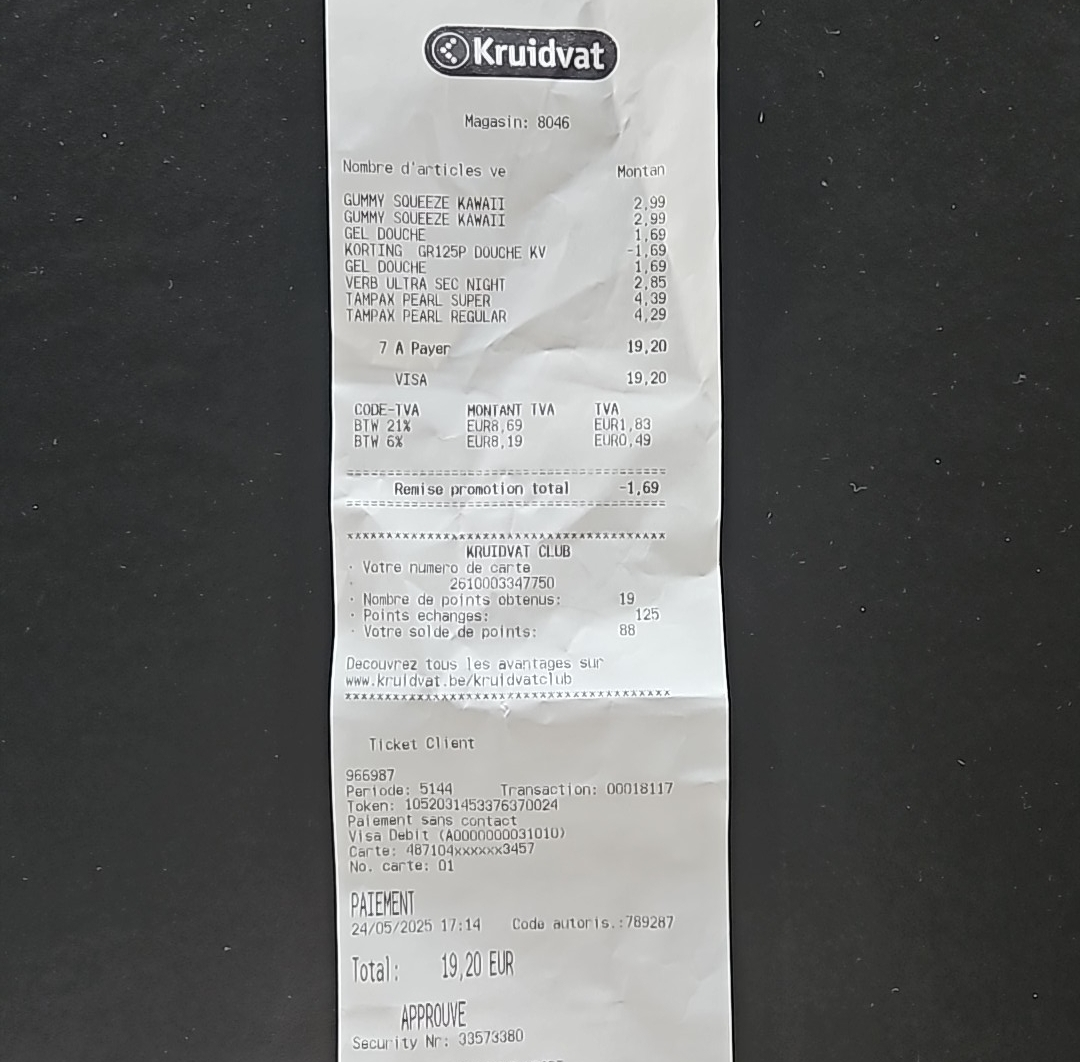 Kruidvat
Magasin: 8046
Nombre d'articles ve Montan
GUMMY SQUEEZE KAWAII 2,99
GUMMY SQUEEZE KAWAII 2,99
GEL DOUCHE 1,69
KORTING GR125P DOUCHE KV -1,69
GEL DOUCHE 1,69
VERB ULTRA SEC NIGHT 2,85
TAMPAX PEARL SUPER 4,39
TAMPAX PEARL REGULAR 4,29
7 A Payer 19,20
VISA 19,20
CODE-TVA MONTANT TVA TVA
BTW 21% EUR8,69 EUR1,83
BTW 6% EUR8,19 EUR0,49
==========================================
Remise promotion total -1,69
==========================================
xxxxxxxxxxxxxxxxxxxxxxxxxxxxxxxxxxxxxxxxxx
KRUIDVAT CLUB
· Votre numero de carte
· 2610003347750
· Nombre de points obtenus: 19
· Points echanges: 125
· Votre solde de points: 88
Decouvrez tous les avantages sur
www.kruidvat.be/kruidvatclub
xxxxxxxxxxxxxxxxxxxxxxxxxxxxxxxxxxxxxxxxxx
Ticket Client
966987
Periode: 5144 Transaction: 00018117
Token: 1052031453376370024
Paiement sans contact
Visa Debit (A0000000031010)
Carte: 487104xxxxxx3457
No. carte: 01
PAIEMENT
24/05/2025 17:14 Code autoris.:789287
Total: 19,20 EUR
APPROUVE
Security Nr: 33573380